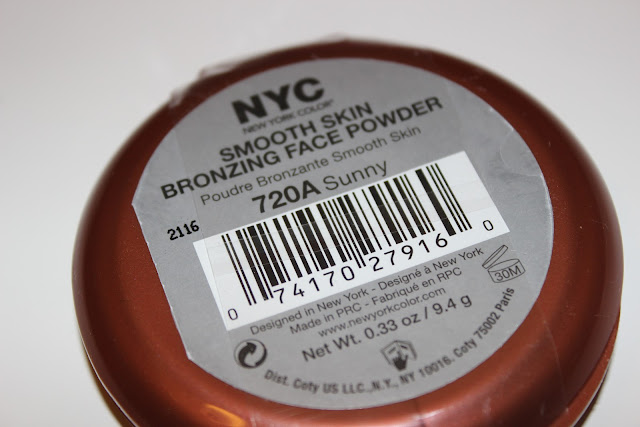 NYC
NEW YORK COLOR®
SMOOTH SKIN
BRONZING FACE POWDER
Poudre Bronzante Smooth Skin
720A Sunny
2116
0 74170 27916 0
Designed in New York - Designé à New York
Made in PRC - Fabriqué en RPC
www.newyorkcolor.com
30M
Net Wt. 0.33 oz / 9.4 g
Dist. Coty US LLC., N.Y., NY 10016. Coty 75002 Paris